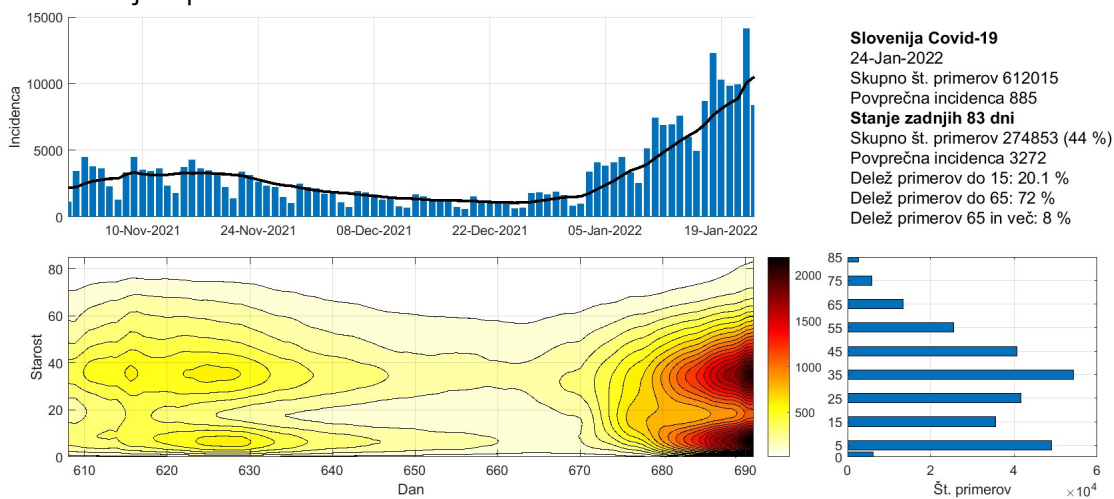 15000
10000
5000
0
Incidenca
10-Nov-2021 24-Nov-2021 08-Dec-2021 22-Dec-2021 05-Jan-2022 19-Jan-2022
Slovenija Covid-19
24-Jan-2022
Skupno št. primerov 612015
Povprečna incidenca 885
Stanje zadnjih 83 dni
Skupno št. primerov 274853 (44 %)
Povprečna incidenca 3272
Delež primerov do 15: 20.1 %
Delež primerov do 65: 72 %
Delež primerov 65 in več: 8 %
80
60
40
20
0
Starost
610 620 630 640 650 660 670 680 690
Dan
2000
1500
1000
500
85
75
65
55
45
35
25
15
5
0
0 2 4 6
Št. primerov
×10⁴